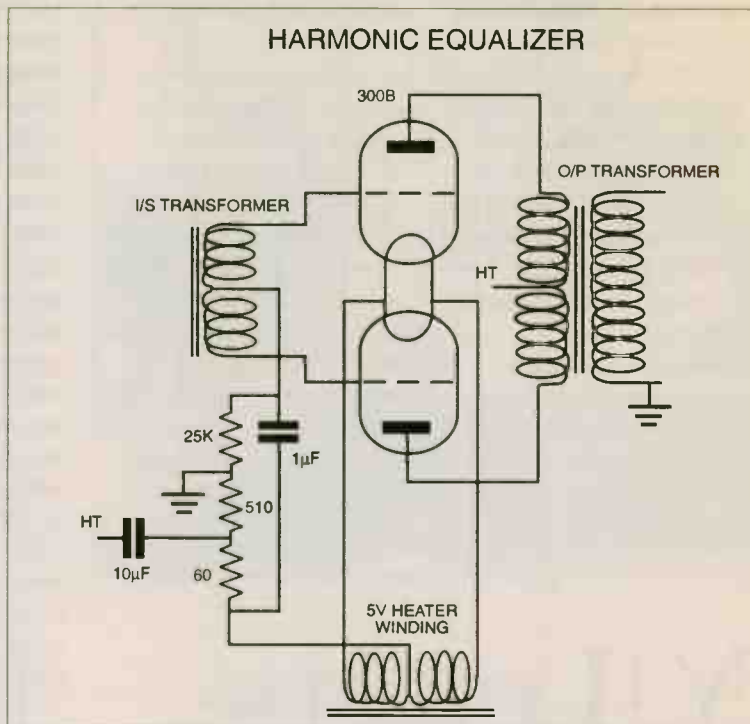 HARMONIC EQUALIZER
300B
O/P TRANSFORMER
I/S TRANSFORMER
HT
25K
1µF
510
HT
10µF
60
5V HEATER
WINDING